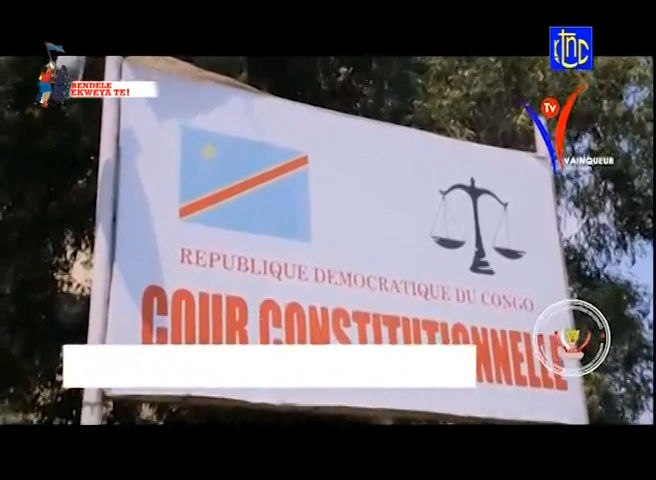 RTNC
BENDELE
EKWEYA TE!
Tv
VAINQUEUR
REPUBLIQUE DEMOCRATIQUE DU CONGO
COUR CONSTITUTIONNELLE